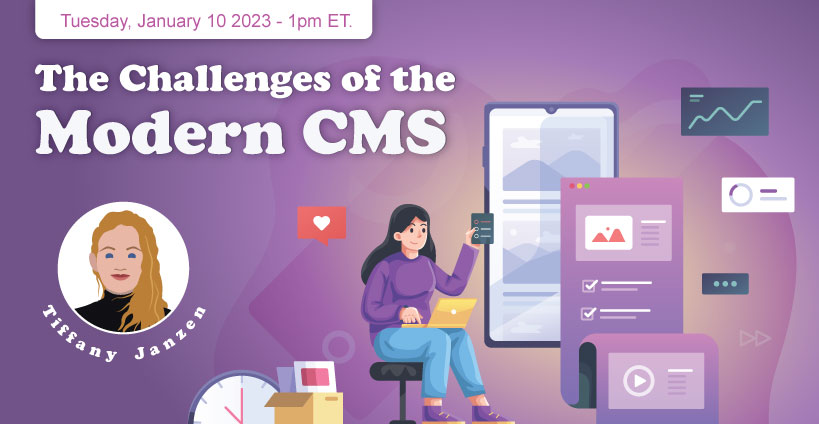 Tuesday, January 10 2023 - 1pm ET.
The Challenges of the
Modern CMS
Tiffany Janzen